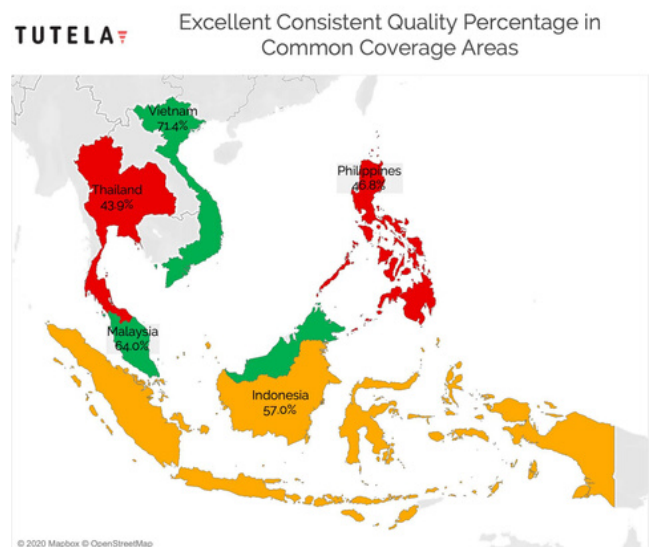 TUTELA
Excellent Consistent Quality Percentage in
Common Coverage Areas
Vietnam
71.4%
Thailand
43.9%
Philippines
46.8%
Malaysia
64.0%
Indonesia
57.0%
© 2020 Mapbox © OpenStreetMap